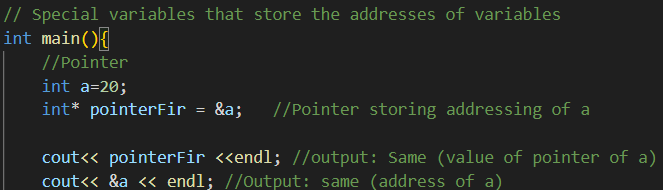 // Special variables that store the addresses of variables
int main(){
//Pointer
int a=20;
int* pointerFir = &a;   //Pointer storing addressing of a
cout<< pointerFir <<endl; //output: Same (value of pointer of a)
cout<< &a << endl; //Output: same (address of a)